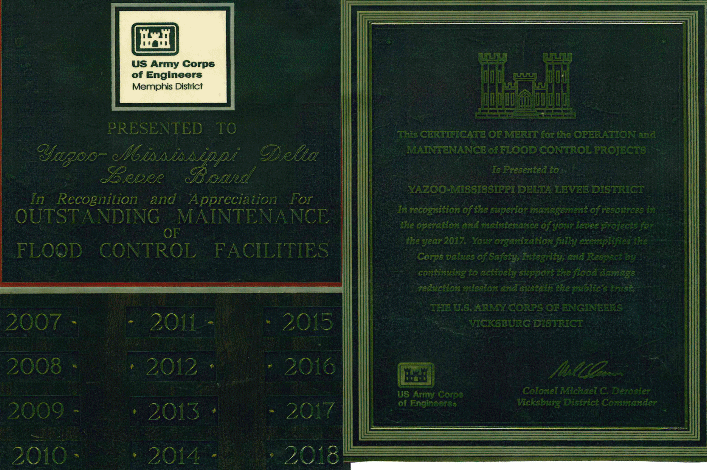 US Army Corps
of Engineers
Memphis District
PRESENTED TO
Yazoo-Mississippi Delta
Levee Board
In Recognition and Appreciation For
OUTSTANDING MAINTENANCE
OF
FLOOD CONTROL FACILITIES
2007 2011 2015
2008 2012 2016
2009 2013 2017
2010 2014 2018
This CERTIFICATE OF MERIT for the OPERATION and
MAINTENANCE of FLOOD CONTROL PROJECTS
Is Presented to
YAZOO-MISSISSIPPI DELTA LEVEE DISTRICT
In recognition of the superior management of resources in
the operation and maintenance of your levee projects for
the year 2017. Your organization fully exemplifies the
Corps values of Safety, Integrity, and Respect by
continuing to actively support the flood damage
reduction mission and sustain the public's trust.
THE U.S. ARMY CORPS OF ENGINEERS
VICKSBURG DISTRICT
US Army Corps
of Engineers®
Colonel Michael C. Derosier
Vicksburg District Commander